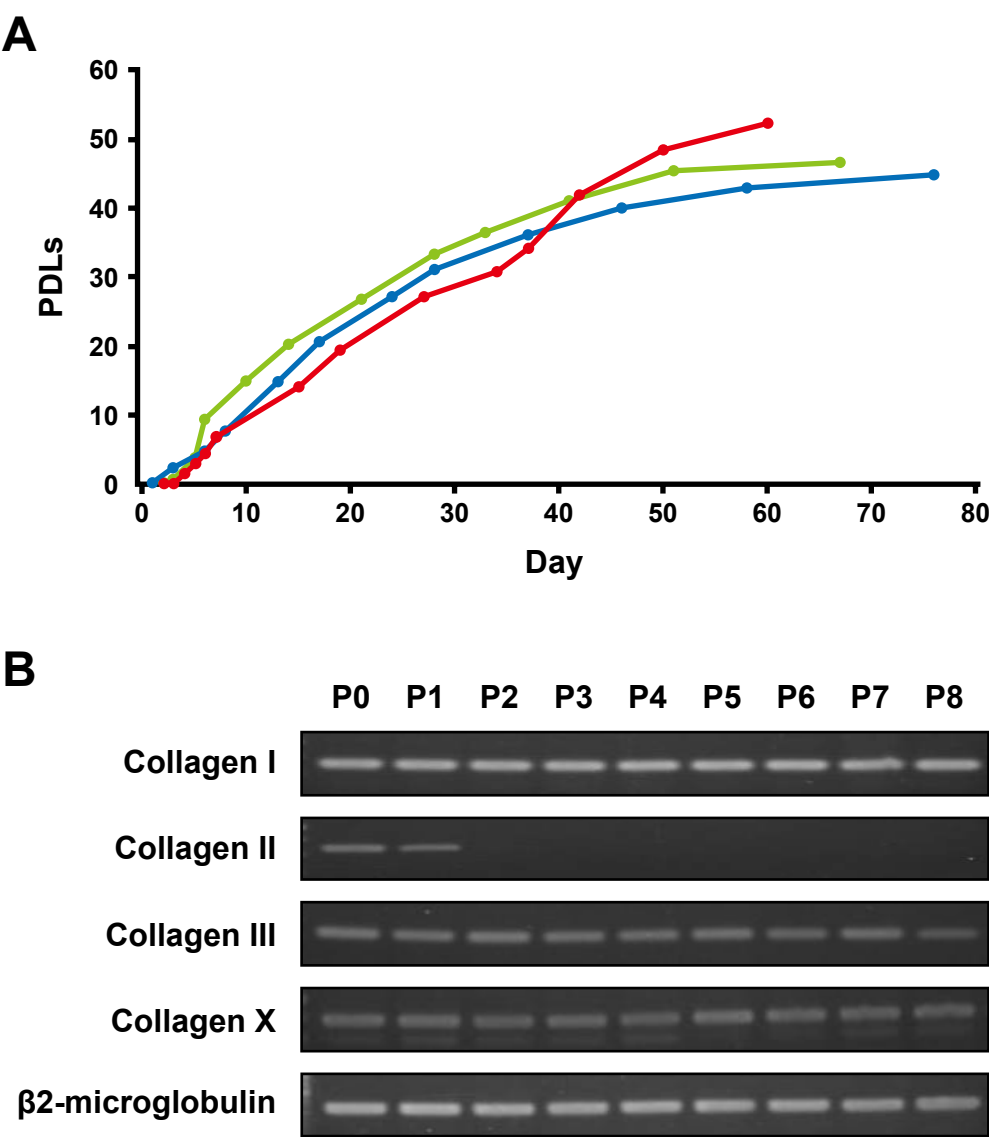 A
60
50
40
30
20
10
0
PDLs
0 10 20 30 40 50 60 70 80
Day
B
P0 P1 P2 P3 P4 P5 P6 P7 P8
Collagen I
Collagen II
Collagen III
Collagen X
β2-microglobulin